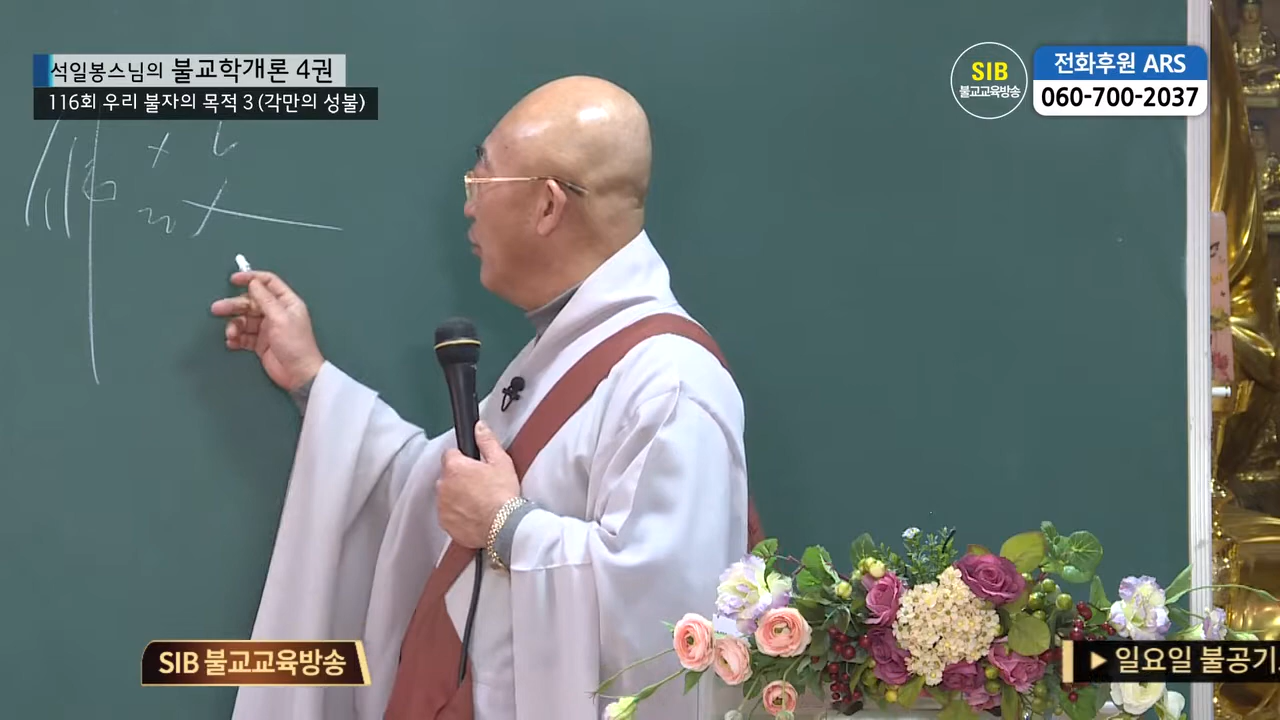 석일봉스님의 불교학개론 4권
116회 우리 불자의 목적 3 (각만의 성불)
SIB
불교교육방송
전화후원 ARS
060-700-2037
SIB 불교교육방송
▶ 일요일 불공기